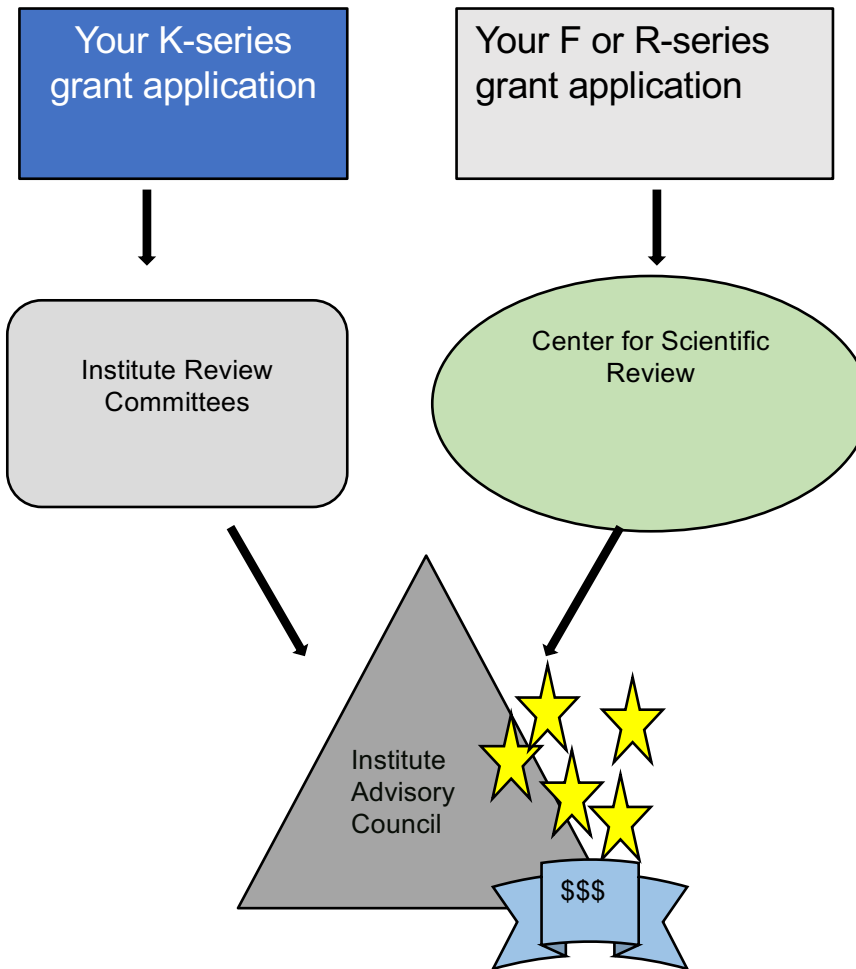 Your K-series
grant application
Your F or R-series
grant application
Institute Review
Committees
Center for Scientific
Review
Institute
Advisory
Council
$$$